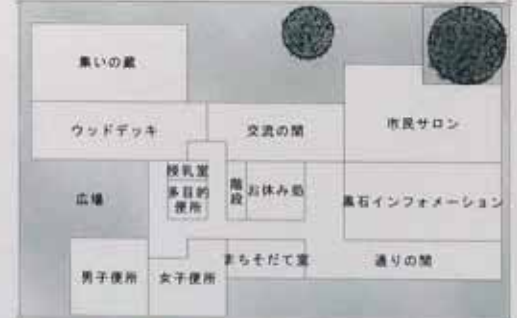 集いの蔵
ウッドデッキ
交流の間
市民サロン
授乳室
多目的
便所
階段
お休み処
広場
黒石インフォメーション
まちそだて室
通りの間
男子便所
女子便所